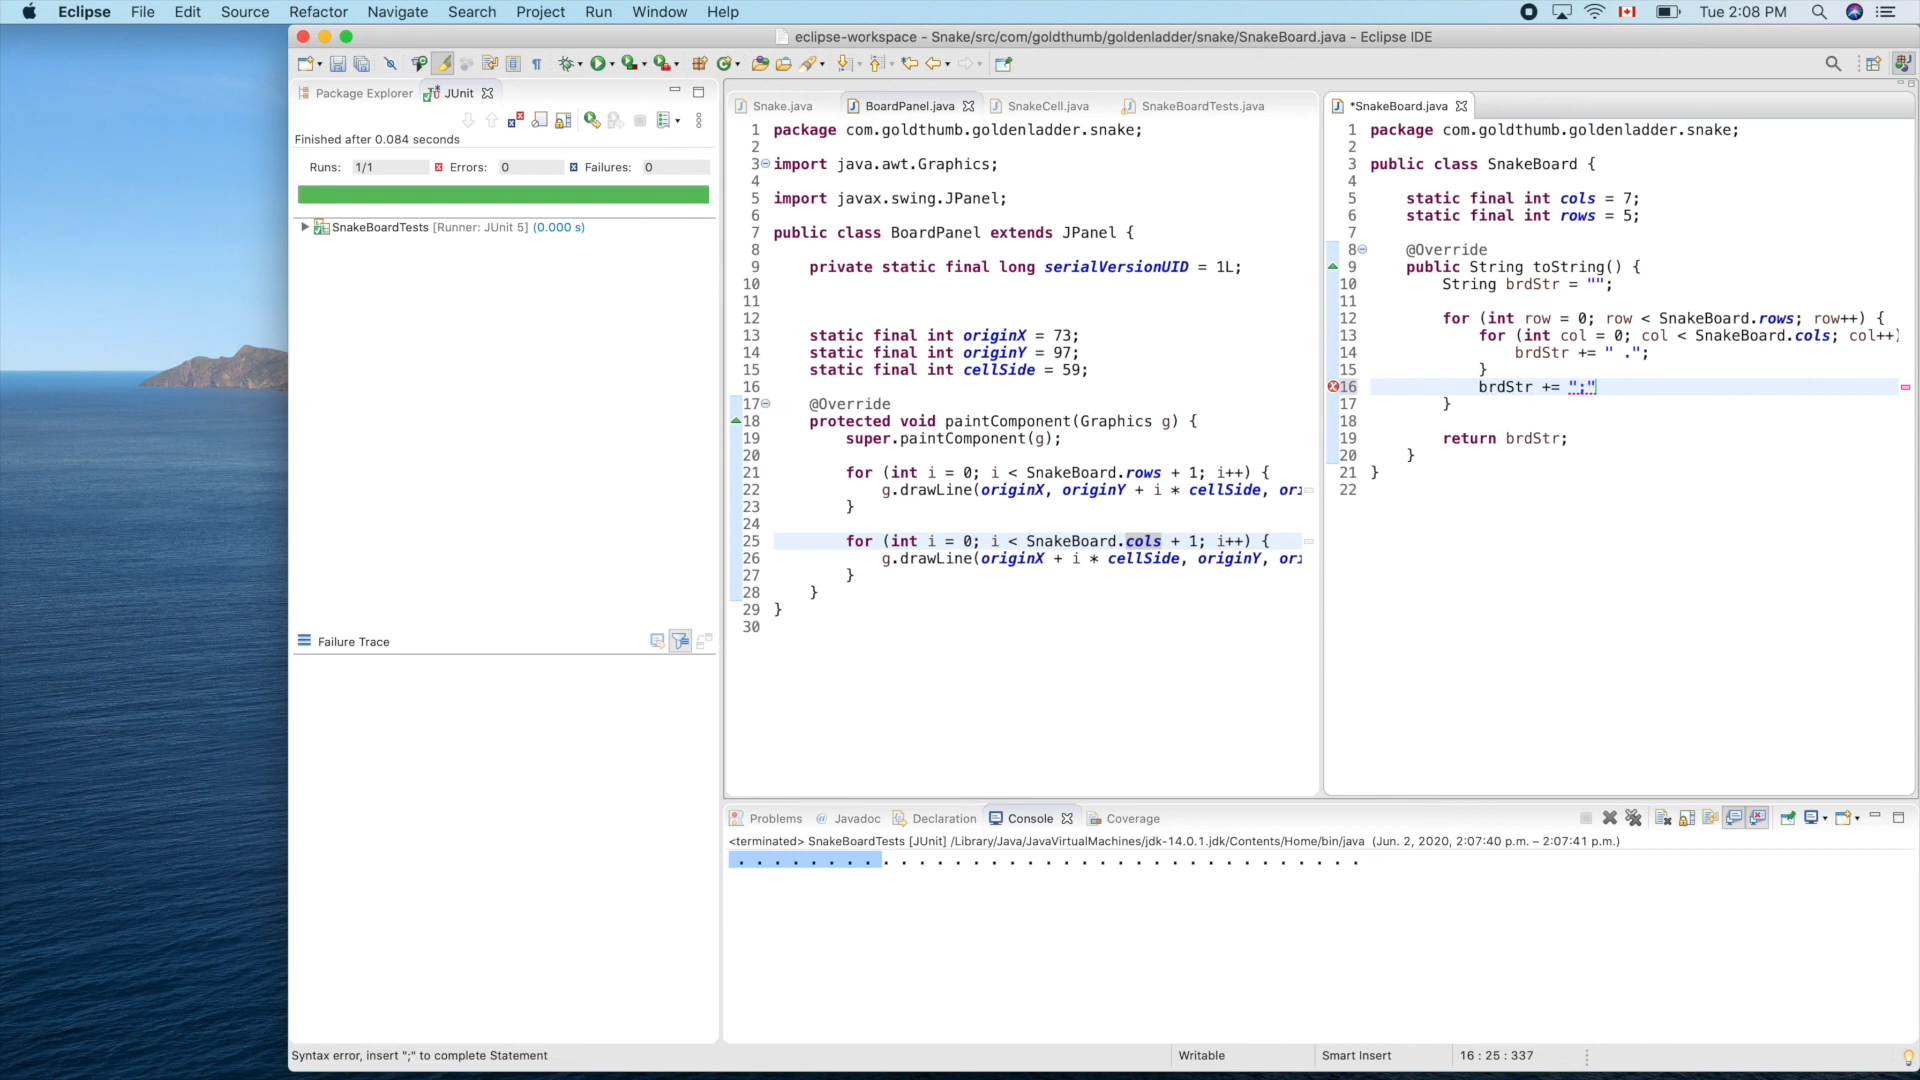 Eclipse File Edit Source Refactor Navigate Search Project Run Window Help Tue 2:08 PM
eclipse-workspace - Snake/src/com/goldthumb/goldenladder/snake/SnakeBoard.java - Eclipse IDE
Package Explorer JUnit
Finished after 0.084 seconds
Runs: 1/1 Errors: 0 Failures: 0
SnakeBoardTests [Runner: JUnit 5] (0.000 s)
Failure Trace
Snake.java BoardPanel.java SnakeCell.java SnakeBoardTests.java
1 package com.goldthumb.goldenladder.snake;
2
3 import java.awt.Graphics;
4
5 import javax.swing.JPanel;
6
7 public class BoardPanel extends JPanel {
8
9 private static final long serialVersionUID = 1L;
10
11
12
13 static final int originX = 73;
14 static final int originY = 97;
15 static final int cellSide = 59;
16
17 @Override
18 protected void paintComponent(Graphics g) {
19 super.paintComponent(g);
20
21 for (int i = 0; i < SnakeBoard.rows + 1; i++) {
22 g.drawLine(originX, originY + i * cellSide, ori
23 }
24
25 for (int i = 0; i < SnakeBoard.cols + 1; i++) {
26 g.drawLine(originX + i * cellSide, originY, ori
27 }
28 }
29 }
30
*SnakeBoard.java
1 package com.goldthumb.goldenladder.snake;
2
3 public class SnakeBoard {
4
5 static final int cols = 7;
6 static final int rows = 5;
7
8 @Override
9 public String toString() {
10 String brdStr = "";
11
12 for (int row = 0; row < SnakeBoard.rows; row++) {
13 for (int col = 0; col < SnakeBoard.cols; col++)
14 brdStr += " .";
15 }
16 brdStr += ";"
17 }
18
19 return brdStr;
20 }
21 }
22
Problems Javadoc Declaration Console Coverage
<terminated> SnakeBoardTests [JUnit] /Library/Java/JavaVirtualMachines/jdk-14.0.1.jdk/Contents/Home/bin/java (Jun. 2, 2020, 2:07:40 p.m. – 2:07:41 p.m.)
. . . . . . . . . . . . . . . . . . . . . . . . . . . . . . . . . . .
Syntax error, insert ";" to complete Statement Writable Smart Insert 16 : 25 : 337